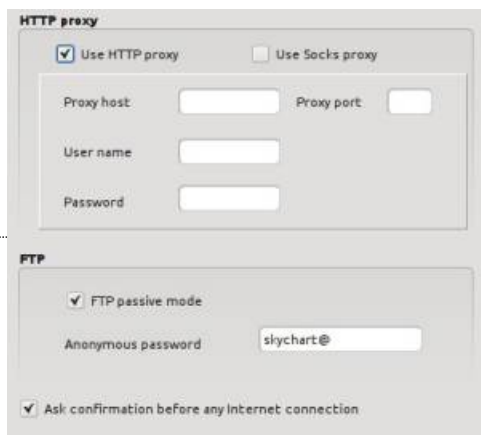 HTTP proxy
Use HTTP proxy Use Socks proxy
Proxy host Proxy port
User name
Password
FTP
FTP passive mode
Anonymous password skychart@
Ask confirmation before any Internet connection